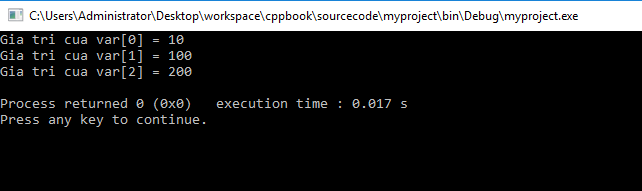 C:\Users\Administrator\Desktop\workspace\cppbook\sourcecode\myproject\bin\Debug\myproject.exe
Gia tri cua var[0] = 10
Gia tri cua var[1] = 100
Gia tri cua var[2] = 200
Process returned 0 (0x0)   execution time : 0.017 s
Press any key to continue.